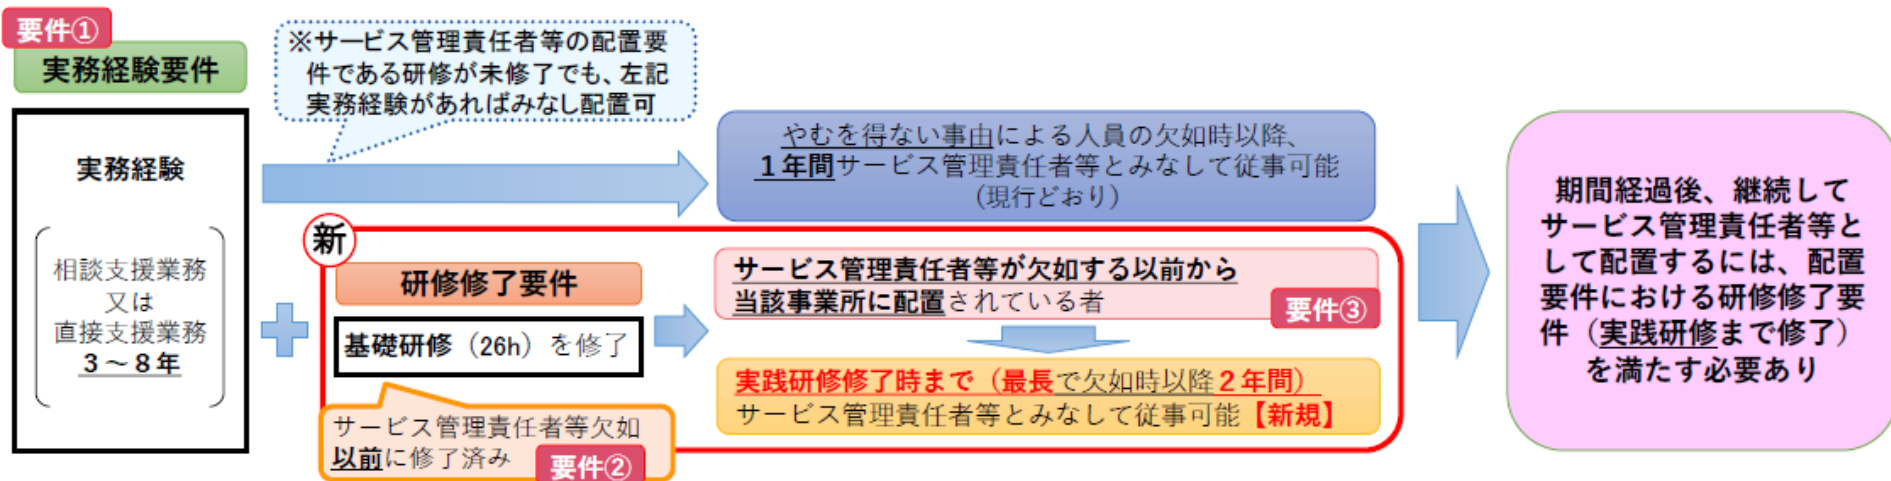 要件①
実務経験要件
実務経験
相談支援業務
又は
直接支援業務
3～8年
※サービス管理責任者等の配置要
件である研修が未修了でも、左記
実務経験があればみなし配置可
やむを得ない事由による人員の欠如時以降、
１年間サービス管理責任者等とみなして従事可能
（現行どおり）
新
研修修了要件
基礎研修（26h）を修了
サービス管理責任者等欠如
以前に修了済み
要件②
サービス管理責任者等が欠如する以前から
当該事業所に配置されている者
要件③
実践研修修了時まで（最長で欠如時以降２年間）
サービス管理責任者等とみなして従事可能【新規】
期間経過後、継続して
サービス管理責任者等と
して配置するには、配置
要件における研修修了要
件（実践研修まで修了）
を満たす必要あり